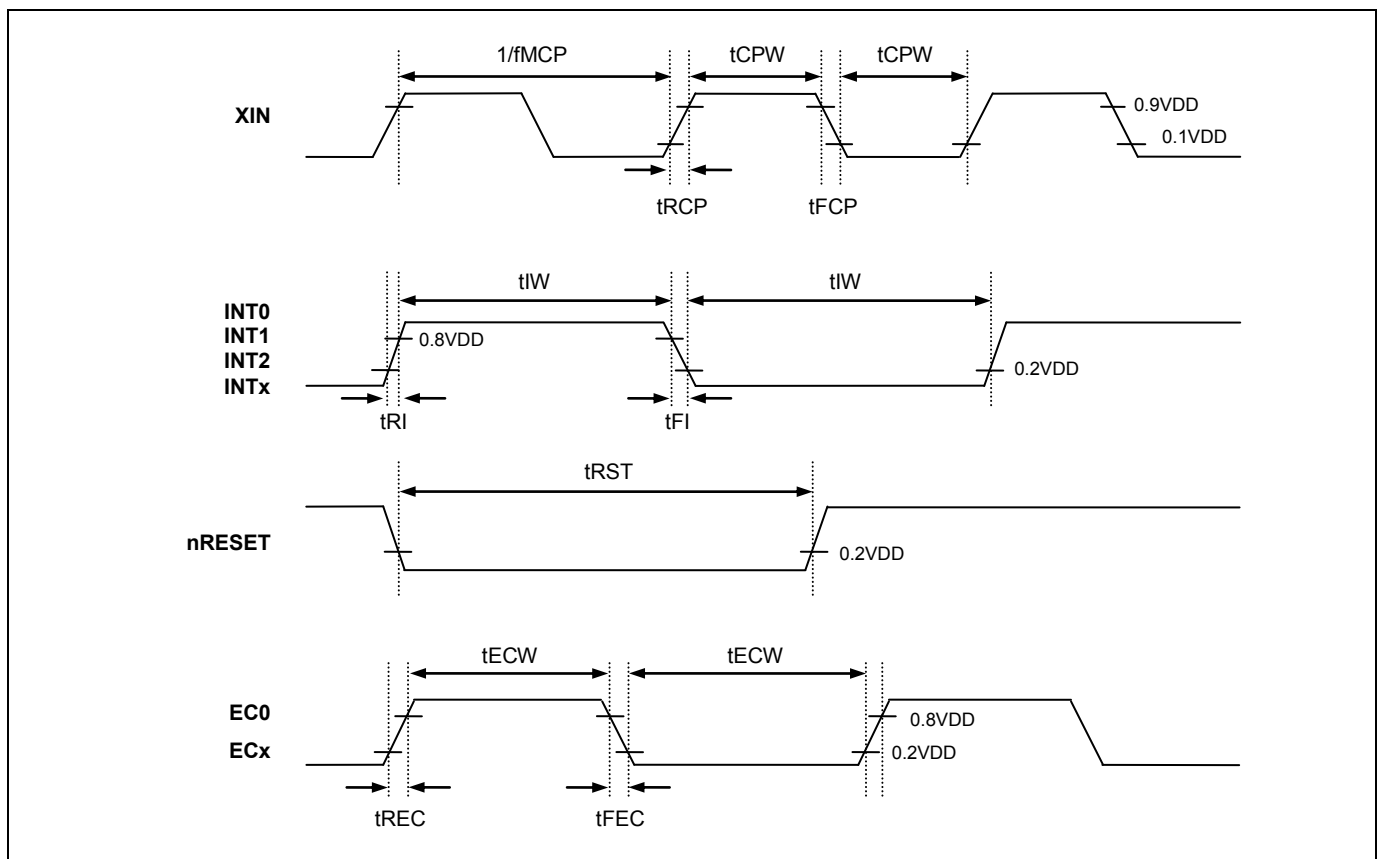 1/fMCP
tCPW
tCPW
XIN
0.9VDD
0.1VDD
tRCP
tFCP
tIW
tIW
INT0
INT1
INT2
INTx
0.8VDD
0.2VDD
tRI
tFI
tRST
nRESET
0.2VDD
tECW
tECW
EC0
ECx
0.8VDD
0.2VDD
tREC
tFEC